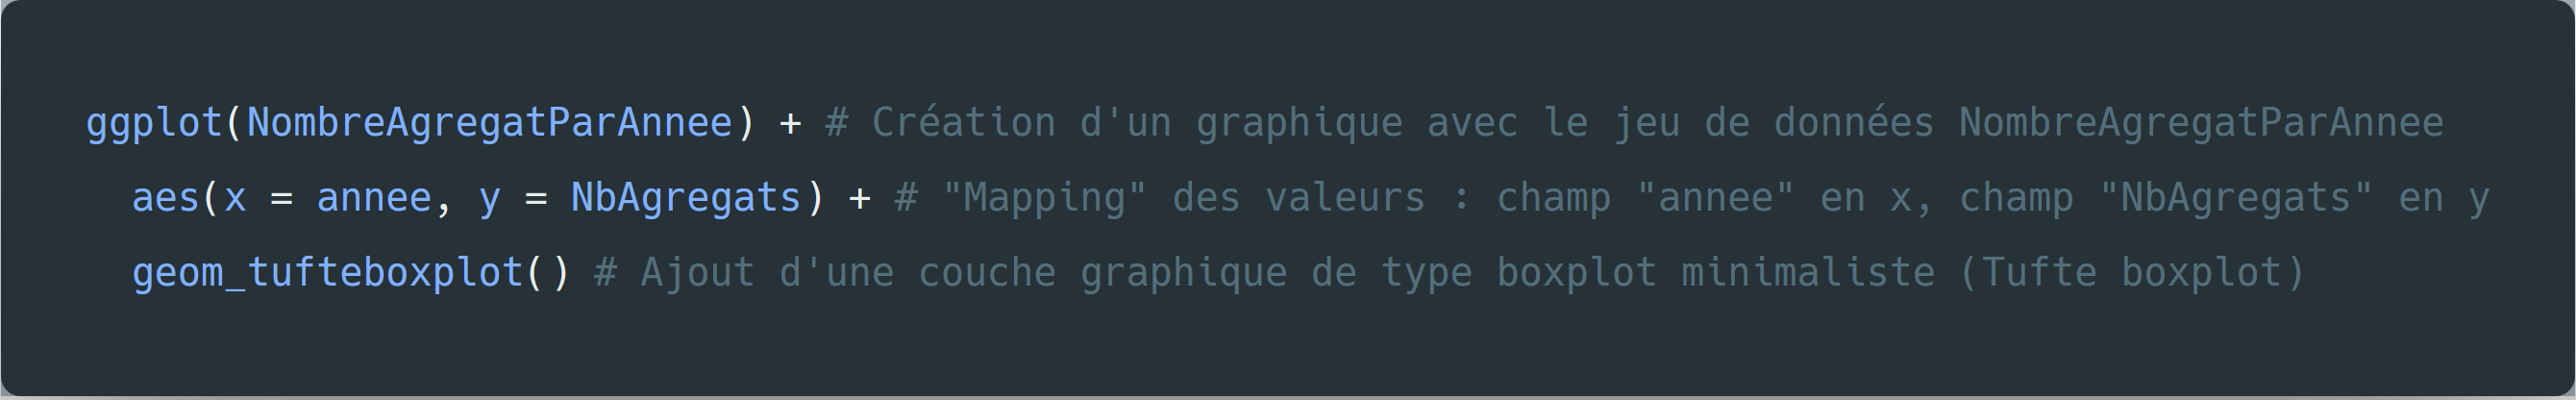 ggplot(NombreAgregatParAnnee) + # Création d'un graphique avec le jeu de données NombreAgregatParAnnee
aes(x = annee, y = NbAgregats) + # "Mapping" des valeurs : champ "annee" en x, champ "NbAgregats" en y
geom_tufteboxplot() # Ajout d'une couche graphique de type boxplot minimaliste (Tufte boxplot)